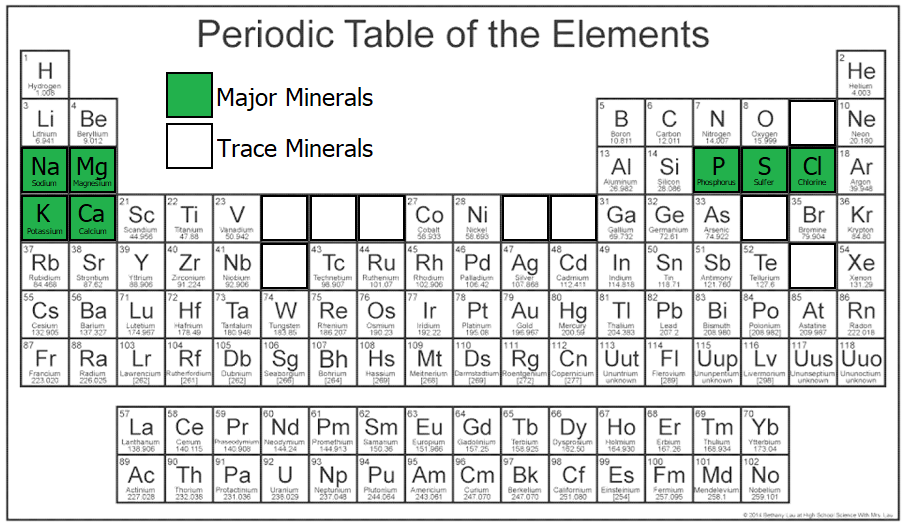 Periodic Table of the Elements
Major Minerals
Trace Minerals
1 2
H He
Hydrogen Helium
1.008 4.003
3 4 5 6 7 8 10
Li Be B C N O Ne
Lithium Beryllium Boron Carbon Nitrogen Oxygen Neon
6.941 9.012 10.811 12.011 14.007 15.999 20.180
13 14 18
Na Mg Al Si P S Cl Ar
Sodium Magnesium Aluminum Silicon Phosphorus Sulfer Chlorine Argon
26.982 28.086 39.948
21 22 23 27 28 31 32 33 35 36
K Ca Sc Ti V Co Ni Ga Ge As Br Kr
Potassium Calcium Scandium Titanium Vanadium Cobalt Nickel Gallium Germanium Arsenic Bromine Krypton
44.956 47.88 50.942 58.933 58.693 69.732 72.61 74.922 79.904 84.80
37 38 39 40 41 43 44 45 46 47 48 49 50 51 52 54
Rb Sr Y Zr Nb Tc Ru Rh Pd Ag Cd In Sn Sb Te Xe
Rubidium Strontium Yttrium Zirconium Niobium Technetium Ruthenium Rhodium Palladium Silver Cadmium Indium Tin Antimony Tellurium Xenon
84.468 87.62 88.906 91.224 92.906 98.907 101.07 102.906 106.42 107.868 112.411 114.818 118.71 121.760 127.6 131.29
55 56 71 72 73 74 75 76 77 78 79 80 81 82 83 84 85 86
Cs Ba Lu Hf Ta W Re Os Ir Pt Au Hg Tl Pb Bi Po At Rn
Cesium Barium Lutetium Hafnium Tantalum Tungsten Rhenium Osmium Iridium Platinum Gold Mercury Thallium Lead Bismuth Polonium Astatine Radon
132.905 137.327 174.967 178.49 180.948 183.85 186.207 190.23 192.22 195.08 196.967 200.59 204.383 207.2 208.980 [208.982] 209.987 222.018
87 88 103 104 105 106 107 108 109 110 111 112 113 114 115 116 117 118
Fr Ra Lr Rf Db Sg Bh Hs Mt Ds Rg Cn Uut Fl Uup Lv Uus Uuo
Francium Radium Lawrencium Rutherfordium Dubnium Seaborgium Bohrium Hassium Meitnerium Darmstadtium Roentgenium Copernicium Ununtrium Flerovium Ununpentium Livermorium Ununseptium Ununoctium
223.020 226.025 [262] [261] [262] [266] [264] [269] [268] [269] [272] [277] unknown [289] unknown [298] unknown unknown
57 58 59 60 61 62 63 64 65 66 67 68 69 70
La Ce Pr Nd Pm Sm Eu Gd Tb Dy Ho Er Tm Yb
Lanthanum Cerium Praseodymium Neodymium Promethium Samarium Europium Gadolinium Terbium Dysprosium Holmium Erbium Thulium Ytterbium
138.906 140.115 140.908 144.24 144.913 150.36 151.966 157.25 158.925 162.50 164.930 167.26 168.934 173.04
89 90 91 92 93 94 95 96 97 98 99 100 101 102
Ac Th Pa U Np Pu Am Cm Bk Cf Es Fm Md No
Actinium Thorium Protactinium Uranium Neptunium Plutonium Americium Curium Berkelium Californium Einsteinium Fermium Mendelevium Nobelium
227.028 232.038 231.036 238.029 237.048 244.064 243.061 247.070 247.070 251.080 [254] 257.095 258.1 259.101
© 2014 Bethany Lau at High School Science With Mrs. Lau.